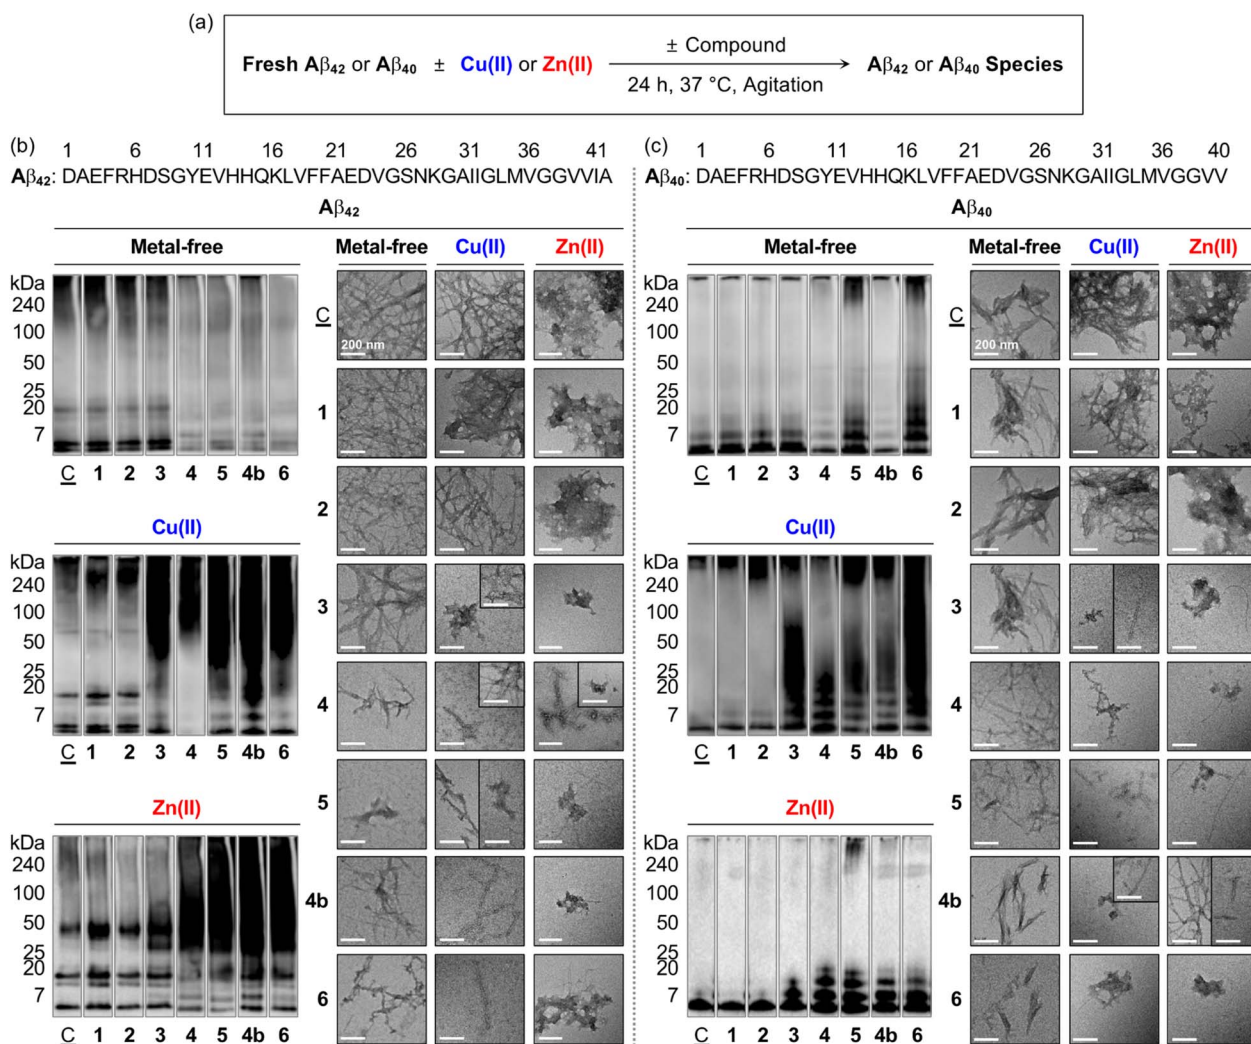 (a)
Fresh Aβ42 or Aβ40 ± Cu(II) or Zn(II)
± Compound
24 h, 37 °C, Agitation
Aβ42 or Aβ40 Species
(b)
1 6 11 16 21 26 31 36 41
Aβ42: DAEFRHDSGYEVHHQKLVFFAEDVGSNKGAIIGLMVGGVVIA
Aβ42
Metal-free
kDa
240
100
50
25
20
7
C 1 2 3 4 5 4b 6
Cu(II)
kDa
240
100
50
25
20
7
C 1 2 3 4 5 4b 6
Zn(II)
kDa
240
100
50
25
20
7
C 1 2 3 4 5 4b 6
Metal-free Cu(II) Zn(II)
C
200 nm
1
2
3
4
5
4b
6
(c)
1 6 11 16 21 26 31 36 40
Aβ40: DAEFRHDSGYEVHHQKLVFFAEDVGSNKGAIIGLMVGGVV
Aβ40
Metal-free
kDa
240
100
50
25
20
7
C 1 2 3 4 5 4b 6
Cu(II)
kDa
240
100
50
25
20
7
C 1 2 3 4 5 4b 6
Zn(II)
kDa
240
100
50
25
20
7
C 1 2 3 4 5 4b 6
Metal-free Cu(II) Zn(II)
C
200 nm
1
2
3
4
5
4b
6